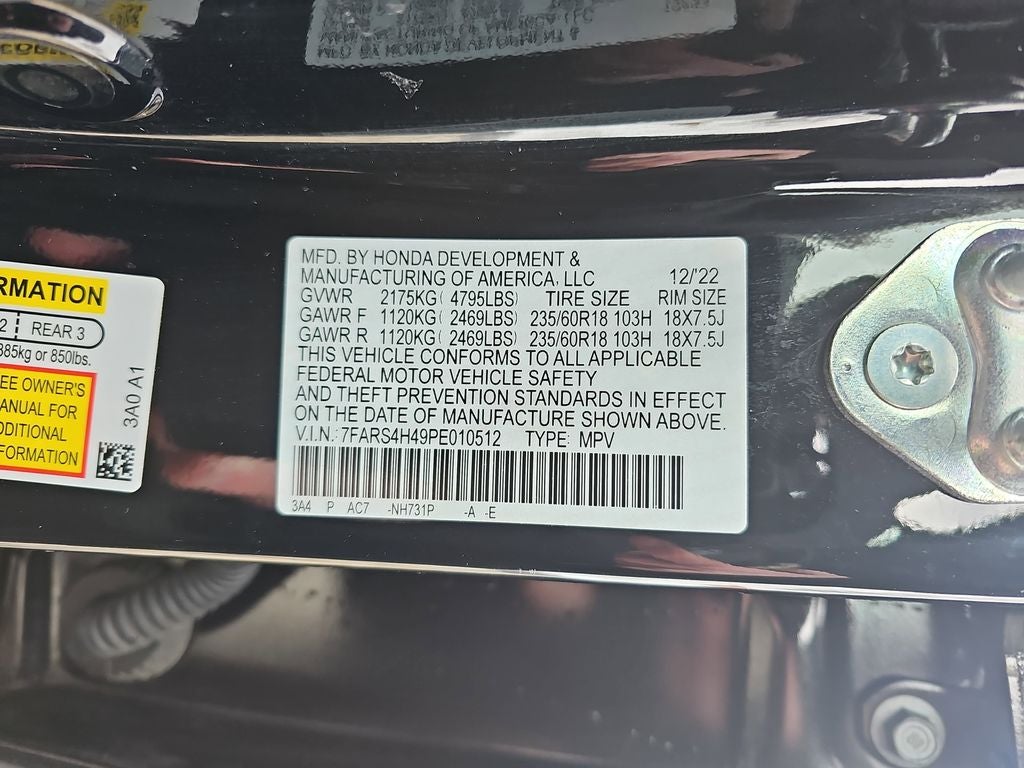 RMATION
2 REAR 3
385kg or 850lbs.
EE OWNER'S
ANUAL FOR
DDITIONAL
FORMATION
3A0 A1
MFD. BY HONDA DEVELOPMENT &
MANUFACTURING OF AMERICA, LLC 12/'22
GVWR 2175KG( 4795LBS) TIRE SIZE RIM SIZE
GAWR F 1120KG( 2469LBS) 235/60R18 103H 18X7.5J
GAWR R 1120KG( 2469LBS) 235/60R18 103H 18X7.5J
THIS VEHICLE CONFORMS TO ALL APPLICABLE
FEDERAL MOTOR VEHICLE SAFETY
AND THEFT PREVENTION STANDARDS IN EFFECT
ON THE DATE OF MANUFACTURE SHOWN ABOVE.
V.I.N.: 7FARS4H49PE010512 TYPE: MPV
3A4 P AC7 -NH731P -A -E